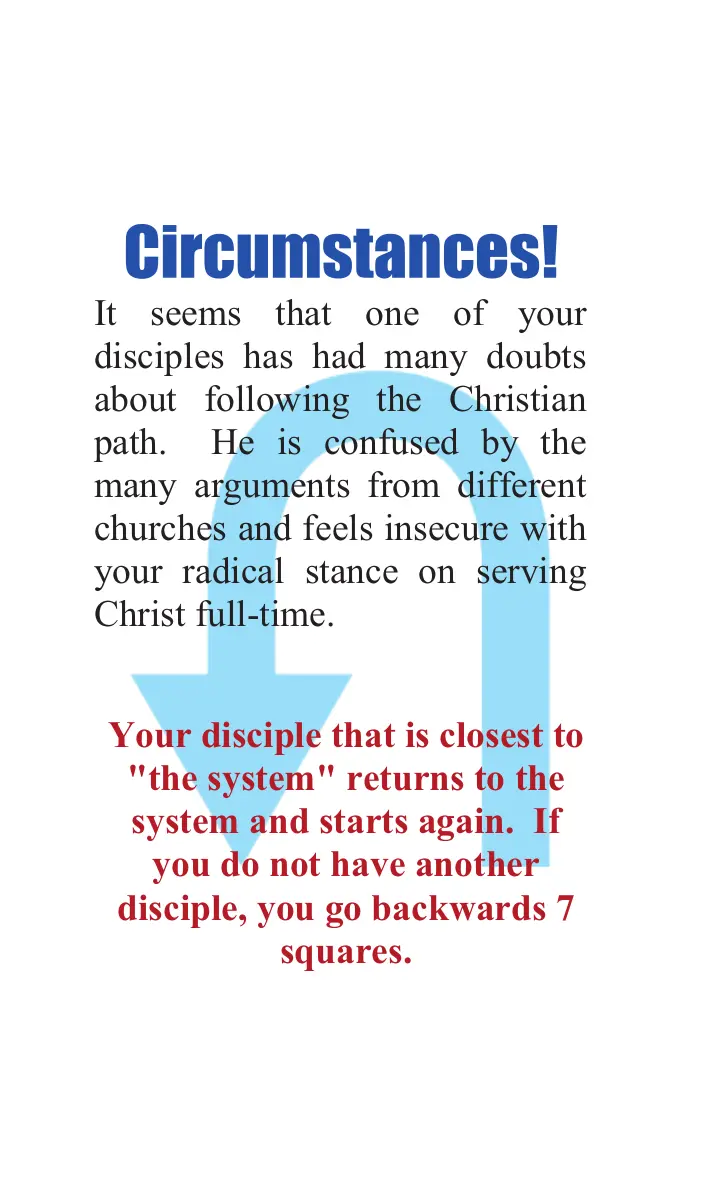 Circumstances!
It seems that one of your
disciples has had many doubts
about following the Christian
path.  He is confused by the
many arguments from different
churches and feels insecure with
your radical stance on serving
Christ full-time.
Your disciple that is closest to
"the system" returns to the
system and starts again.  If
you do not have another
disciple, you go backwards 7
squares.